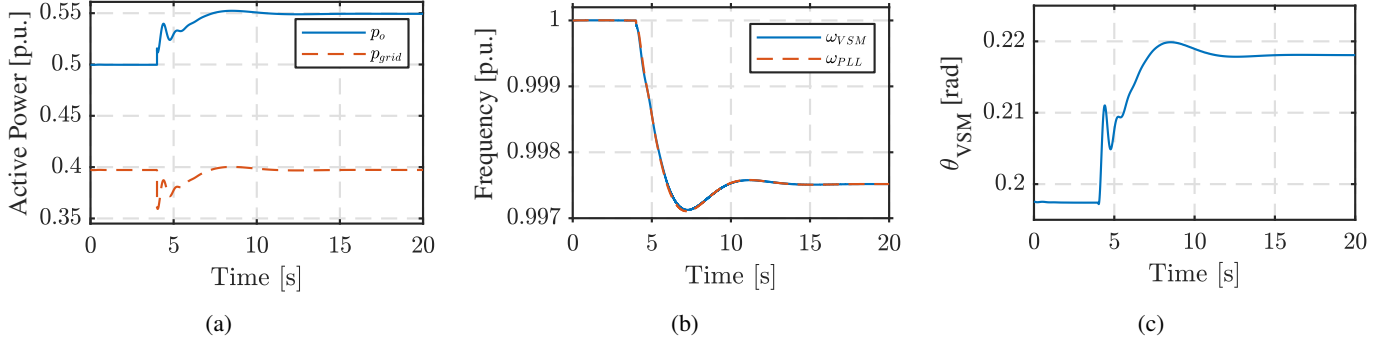 Active Power [p.u.]
0.55
0.5
0.45
0.4
0.35
0 5 10 15 20
Time [s]
p_o
p_grid
(a)
Frequency [p.u.]
1
0.999
0.998
0.997
0 5 10 15 20
Time [s]
ω_VSM
ω_PLL
(b)
θ_VSM [rad]
0.22
0.21
0.2
0 5 10 15 20
Time [s]
(c)